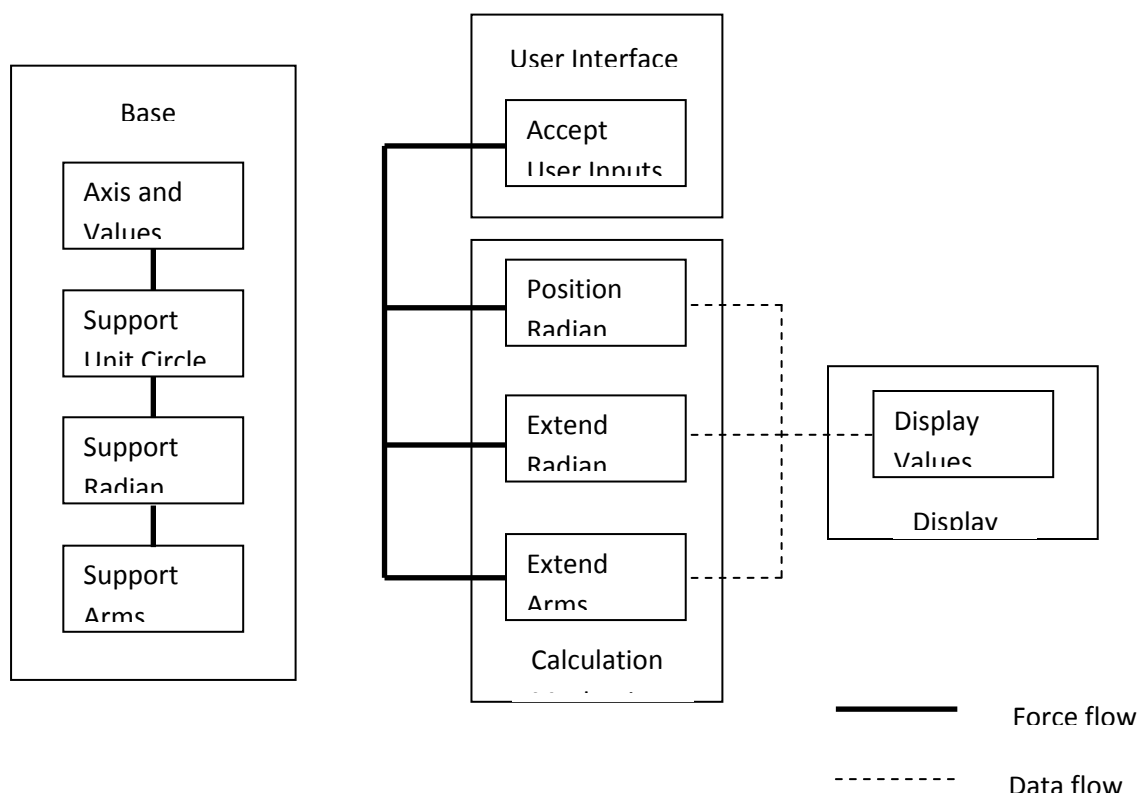 Base
Axis and
Values
Support
Unit Circle
Support
Radian
Support
Arms
User Interface
Accept
User Inputs
Position
Radian
Extend
Radian
Extend
Arms
Calculation
Display
Values
Display
Force flow
Data flow